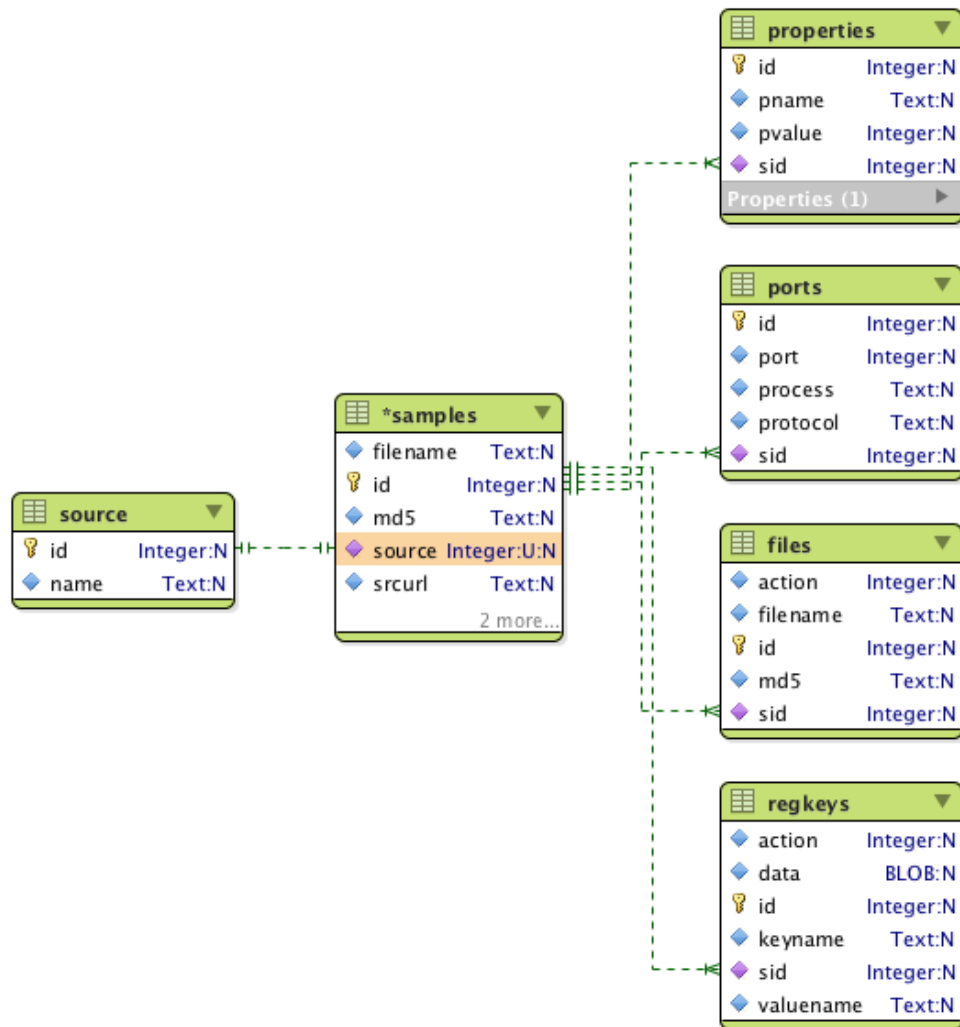 source
id Integer:N
name Text:N
*samples
filename Text:N
id Integer:N
md5 Text:N
source Integer:U:N
srcurl Text:N
2 more...
properties
id Integer:N
pname Text:N
pvalue Integer:N
sid Integer:N
Properties (1)
ports
id Integer:N
port Integer:N
process Text:N
protocol Text:N
sid Integer:N
files
action Integer:N
filename Text:N
id Integer:N
md5 Text:N
sid Integer:N
regkeys
action Integer:N
data BLOB:N
id Integer:N
keyname Text:N
sid Integer:N
valuename Text:N